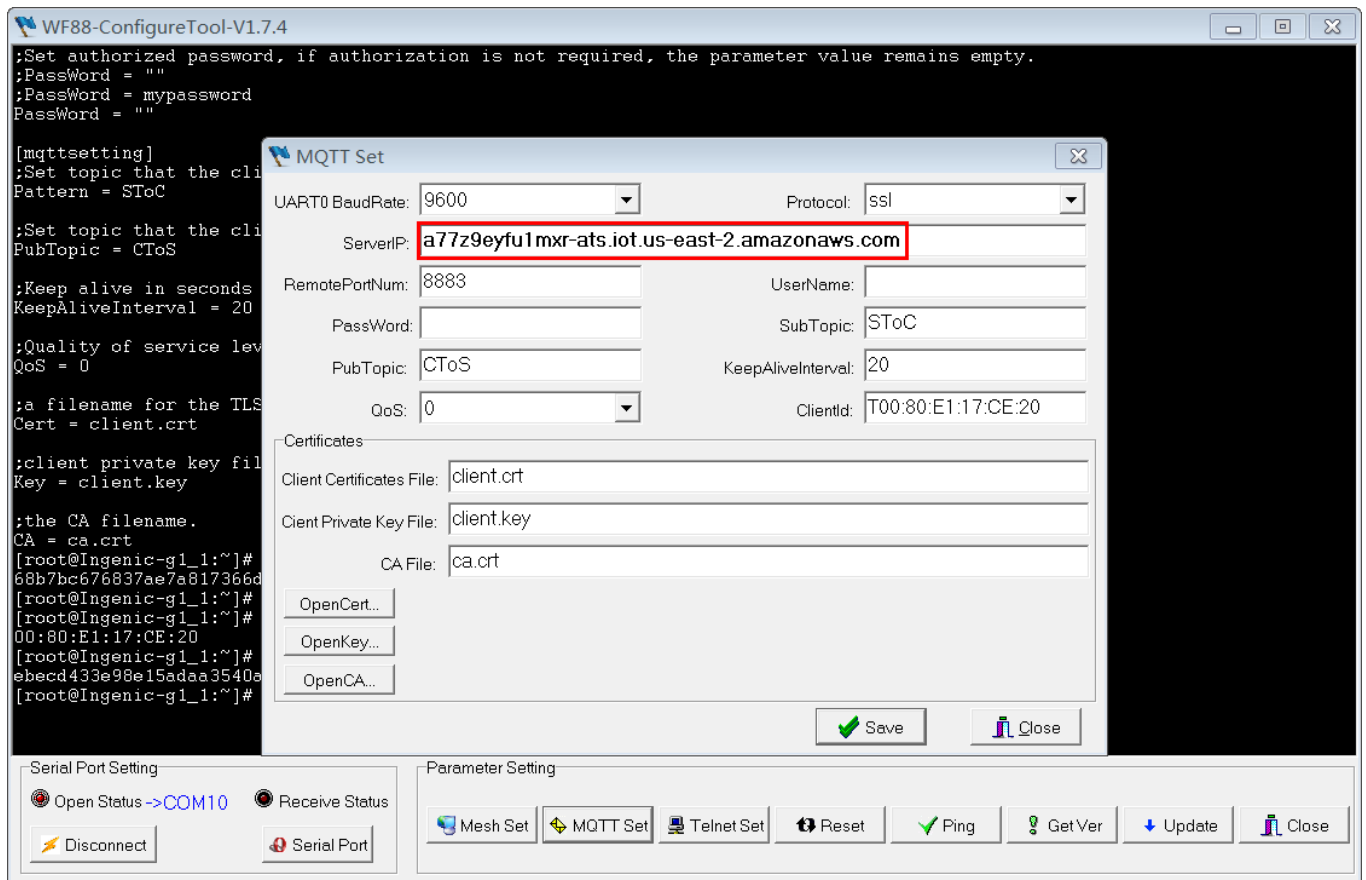 WF88-ConfigureTool-V1.7.4
;Set authorized password, if authorization is not required, the parameter value remains empty.
;PassWord = ""
;PassWord = mypassword
PassWord = ""
[mqttsetting]
;Set topic that the cli
Pattern = SToC
;Set topic that the cli
PubTopic = CToS
;Keep alive in seconds
KeepAliveInterval = 20
;Quality of service lev
QoS = 0
;a filename for the TLS
Cert = client.crt
;client private key fil
Key = client.key
;the CA filename.
CA = ca.crt
[root@Ingenic-g1_1:~]#
68b7bc676837ae7a817366d
[root@Ingenic-g1_1:~]#
[root@Ingenic-g1_1:~]#
00:80:E1:17:CE:20
[root@Ingenic-g1_1:~]#
ebecd433e98e15adaa3540a
[root@Ingenic-g1_1:~]#
MQTT Set
UART0 BaudRate: 9600 Protocol: ssl
ServerIP: a77z9eyfu1mxr-ats.iot.us-east-2.amazonaws.com
RemotePortNum: 8883 UserName:
PassWord: SubTopic: SToC
PubTopic: CToS KeepAliveInterval: 20
QoS: 0 ClientId: T00:80:E1:17:CE:20
Certificates
Client Certificates File: client.crt
Cient Private Key File: client.key
CA File: ca.crt
OpenCert...
OpenKey...
OpenCA...
Save Close
Serial Port Setting
Open Status ->COM10 Receive Status
Disconnect Serial Port
Parameter Setting
Mesh Set MQTT Set Telnet Set Reset Ping Get Ver Update Close